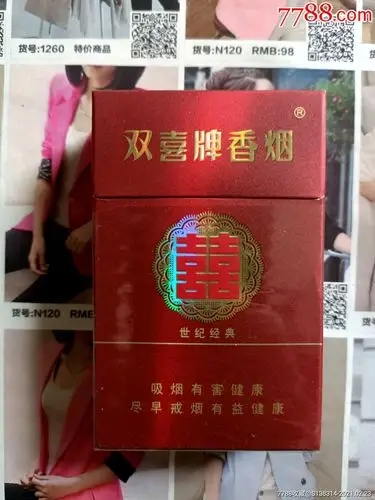 7788.com
货号:1260 特价商品
货号:N120 RMB:98
双喜牌香烟
®
囍
世纪经典
货号:N120 RME
吸烟有害健康
尽早戒烟有益健康